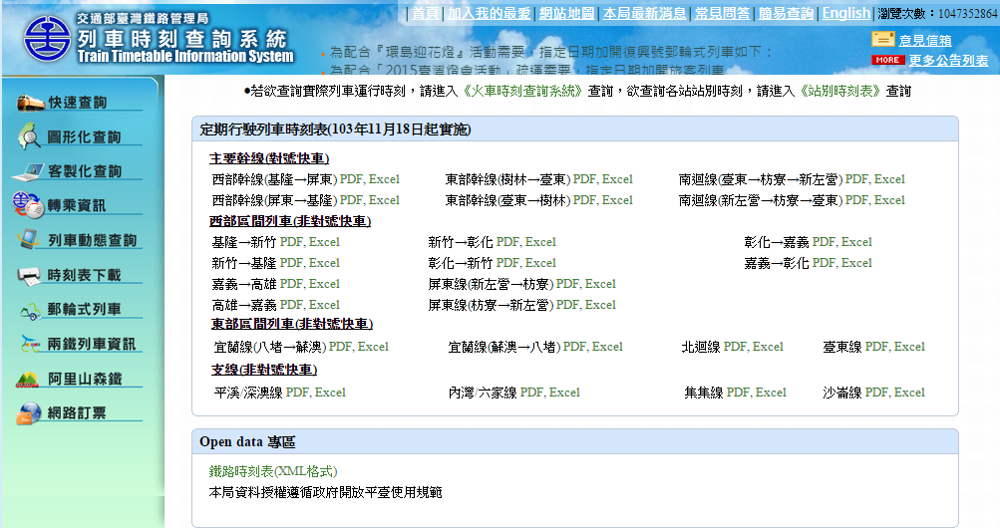 交通部臺灣鐵路管理局
列車時刻查詢系統
Train Timetable Information System
| 首頁 | 加入我的最愛 | 網站地圖 | 本局最新消息 | 常見問答 | 簡易查詢 | English | 瀏覽次數：1047352864
為配合『環島迎花燈』活動需要，指定日期加開復興號郵輪式列車如下：
為配合「2015臺灣燈會活動」疏運需要，指定日期加開旅客列車
意見信箱
MORE 更多公告列表
快速查詢
圖形化查詢
客製化查詢
轉乘資訊
列車動態查詢
時刻表下載
郵輪式列車
兩鐵列車資訊
阿里山森鐵
網路訂票
●若欲查詢實際列車運行時刻，請進入《火車時刻查詢系統》查詢，欲查詢各站站別時刻，請進入《站別時刻表》查詢
定期行駛列車時刻表(103年11月18日起實施)
主要幹線(對號快車)
西部幹線(基隆→屏東) PDF, Excel 東部幹線(樹林→臺東) PDF, Excel 南迴線(臺東→枋寮→新左營) PDF, Excel
西部幹線(屏東→基隆) PDF, Excel 東部幹線(臺東→樹林) PDF, Excel 南迴線(新左營→枋寮→臺東) PDF, Excel
西部區間列車(非對號快車)
基隆→新竹 PDF, Excel 新竹→彰化 PDF, Excel 彰化→嘉義 PDF, Excel
新竹→基隆 PDF, Excel 彰化→新竹 PDF, Excel 嘉義→彰化 PDF, Excel
嘉義→高雄 PDF, Excel 屏東線(新左營→枋寮) PDF, Excel
高雄→嘉義 PDF, Excel 屏東線(枋寮→新左營) PDF, Excel
東部區間列車(非對號快車)
宜蘭線(八堵→蘇澳) PDF, Excel 宜蘭線(蘇澳→八堵) PDF, Excel 北迴線 PDF, Excel 臺東線 PDF, Excel
支線(非對號快車)
平溪/深澳線 PDF, Excel 內灣/六家線 PDF, Excel 集集線 PDF, Excel 沙崙線 PDF, Excel
Open data 專區
鐵路時刻表(XML格式)
本局資料授權遵循政府開放平臺使用規範